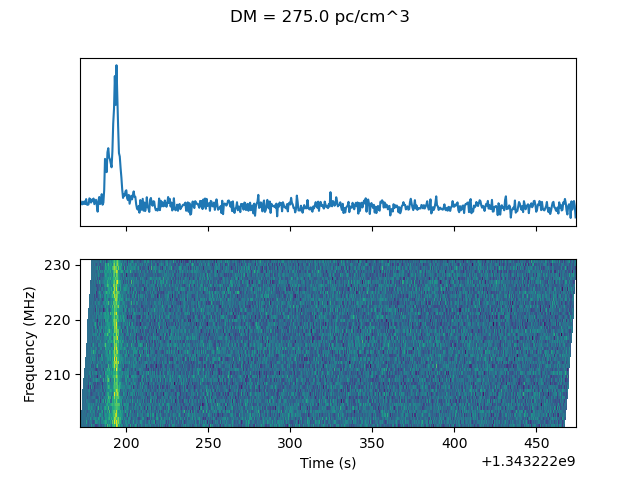 DM = 275.0 pc/cm^3
230
220
210
Frequency (MHz)
200 250 300 350 400 450
Time (s)
+1.343222e9